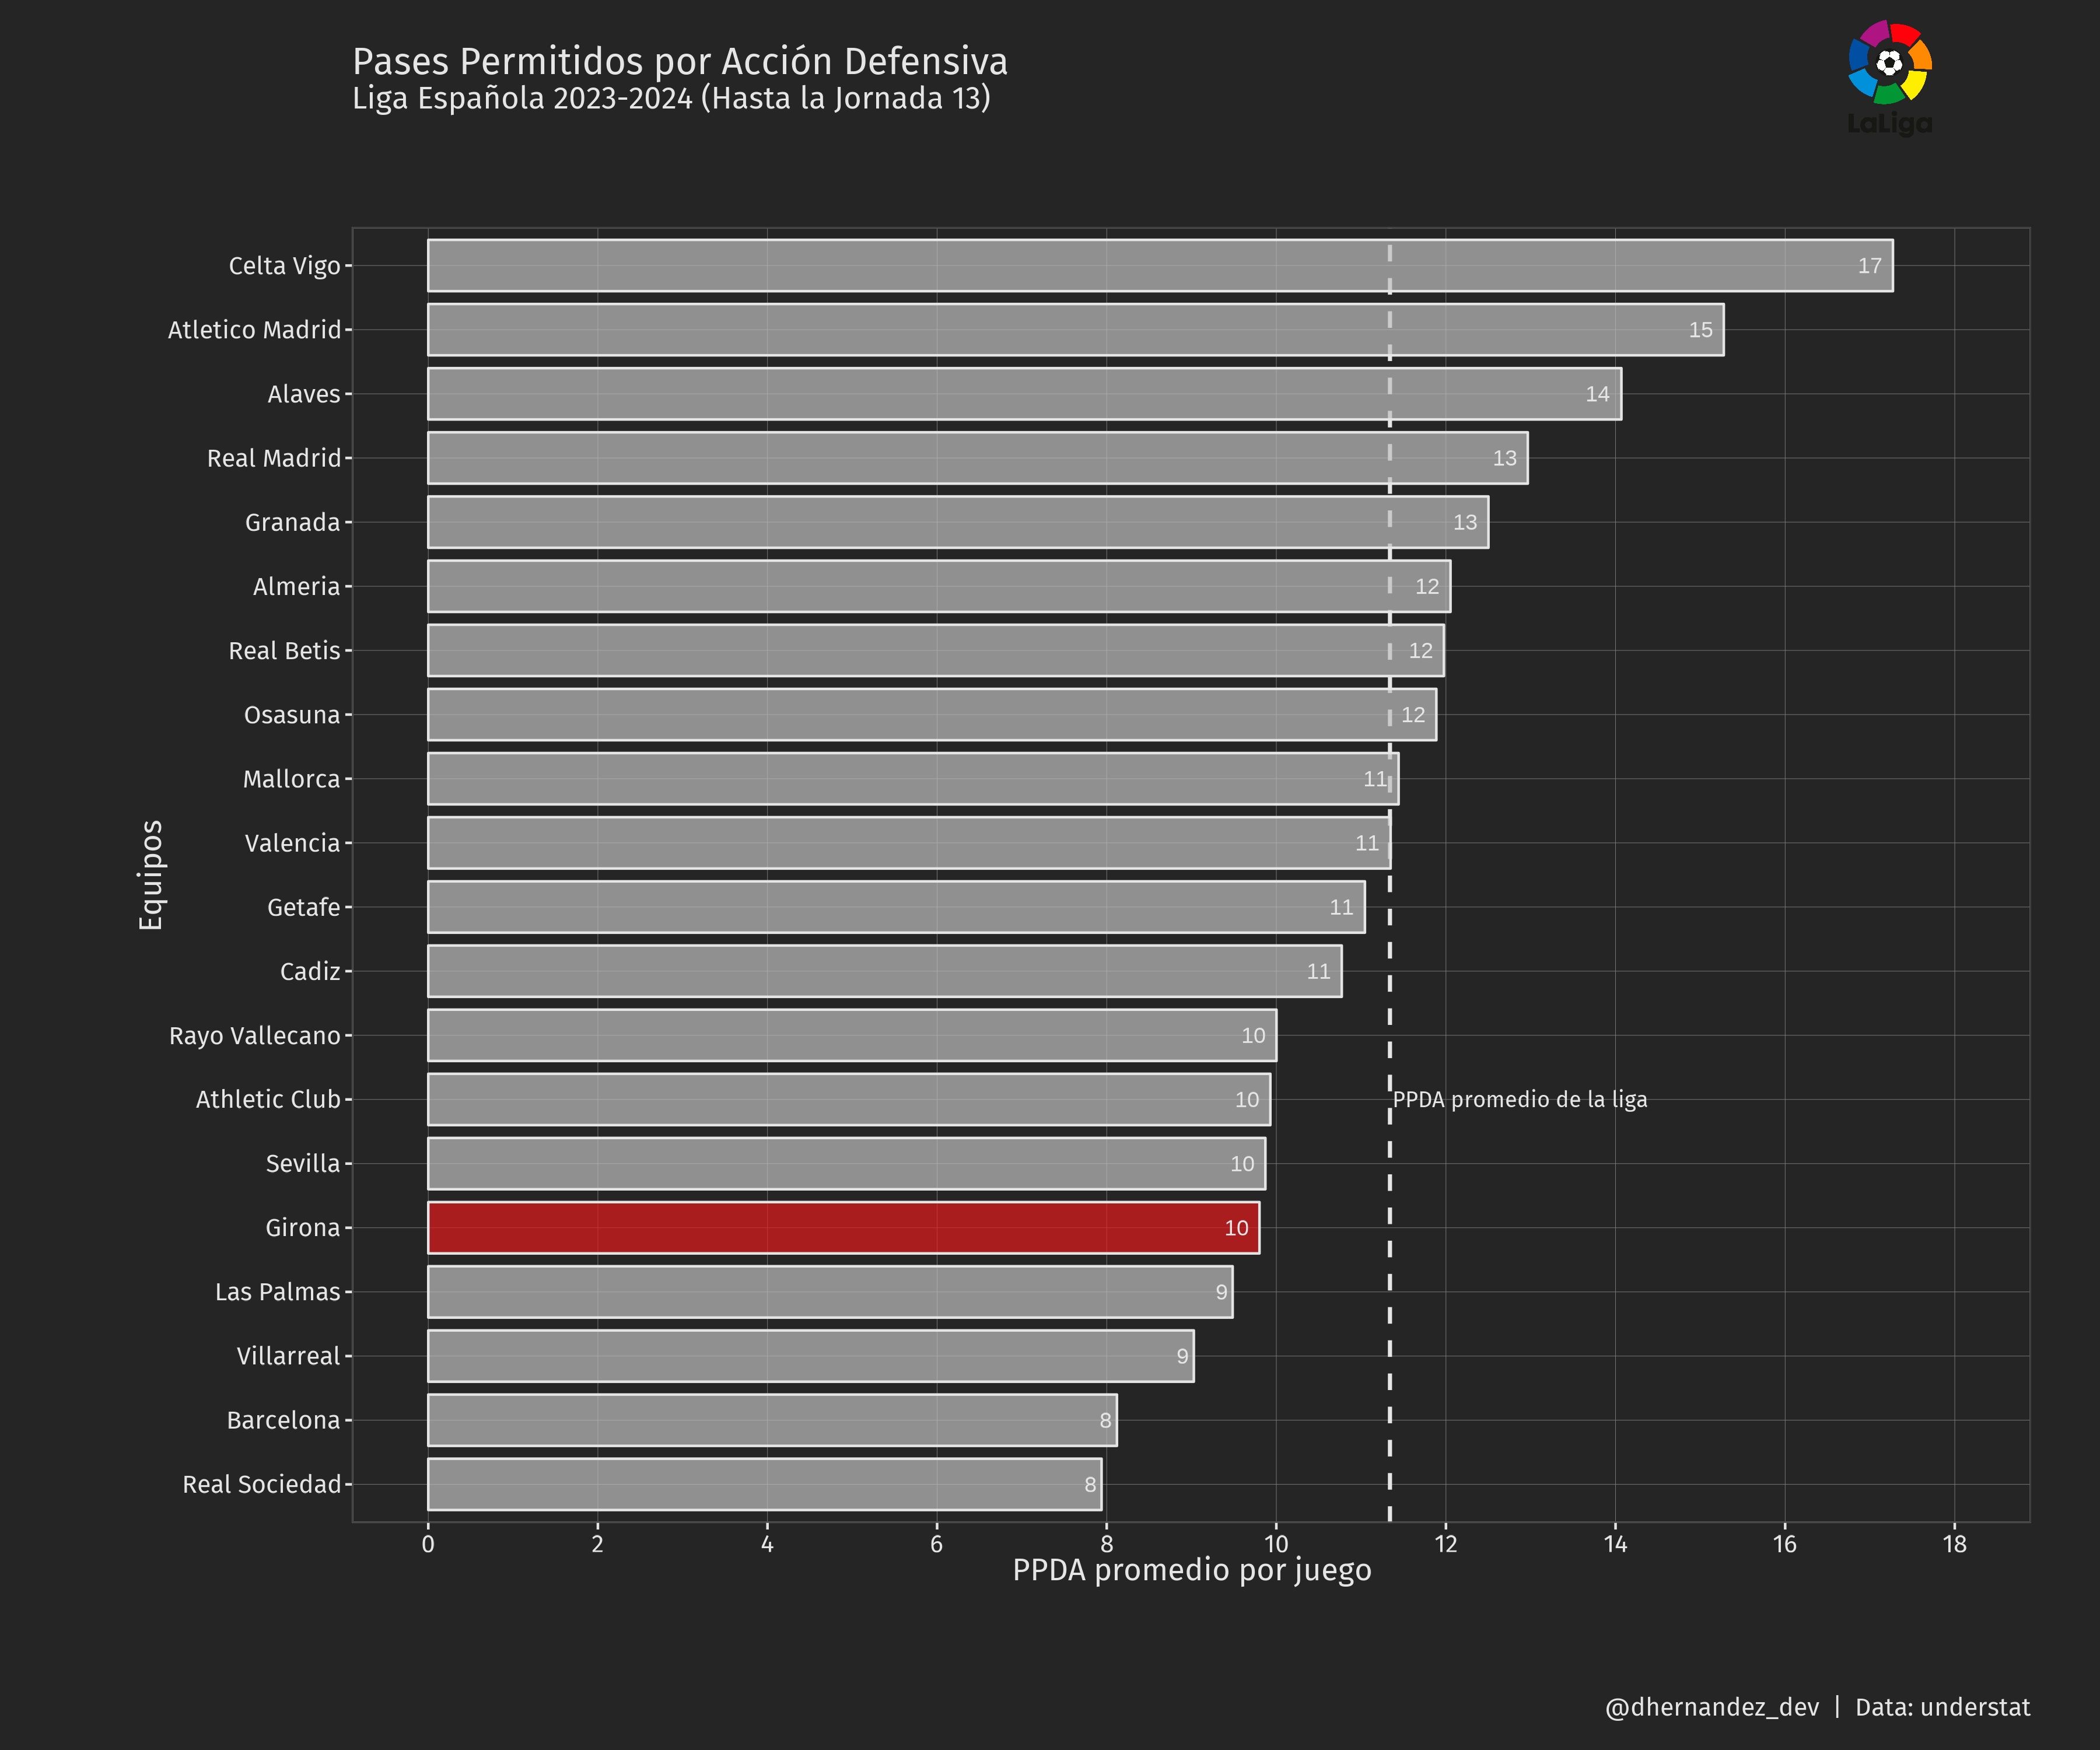 Pases Permitidos por Acción Defensiva
Liga Española 2023-2024 (Hasta la Jornada 13)
LaLiga
Equipos
Celta Vigo 17
Atletico Madrid 15
Alaves 14
Real Madrid 13
Granada 13
Almeria 12
Real Betis 12
Osasuna 12
Mallorca 11
Valencia 11
Getafe 11
Cadiz 11
Rayo Vallecano 10
Athletic Club 10 PPDA promedio de la liga
Sevilla 10
Girona 10
Las Palmas 9
Villarreal 9
Barcelona 8
Real Sociedad 8
0 2 4 6 8 10 12 14 16 18
PPDA promedio por juego
@dhernandez_dev | Data: understat